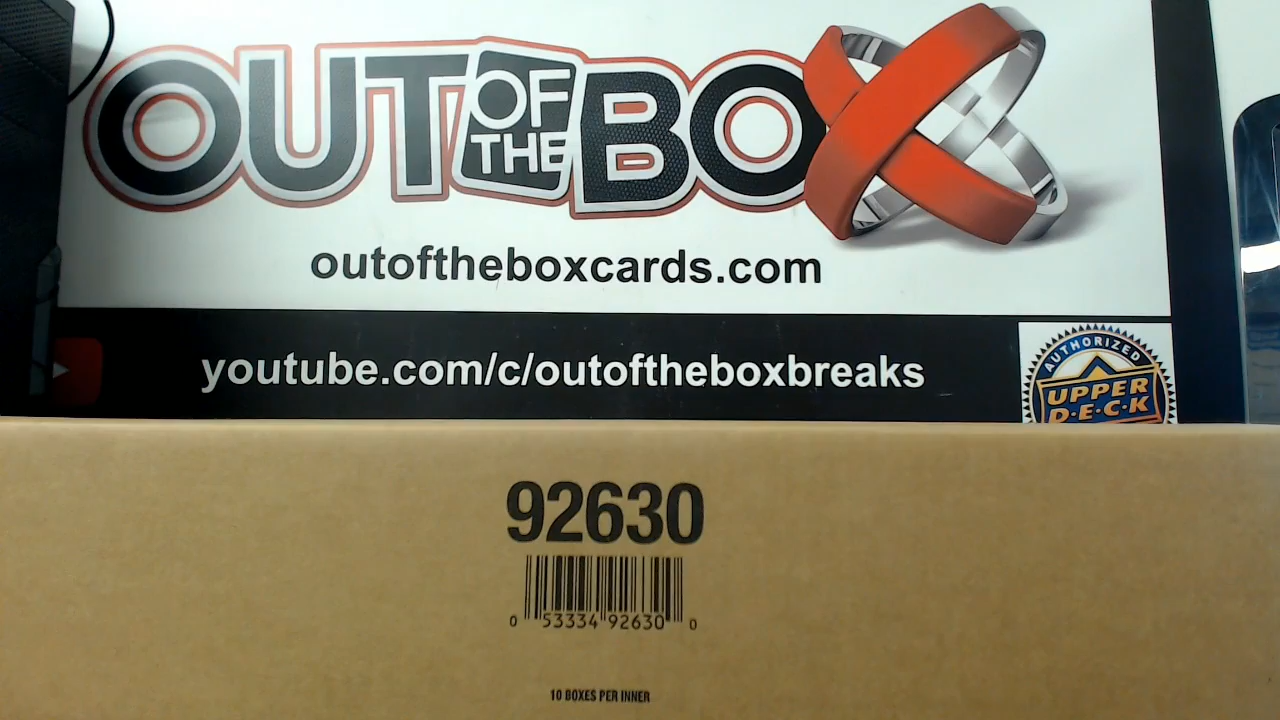 OUT OF THE BOX
outoftheboxcards.com
youtube.com/c/outoftheboxbreaks
AUTHORIZED
UPPER
D·E·C·K
92630
0 53334 92630 0
10 BOXES PER INNER